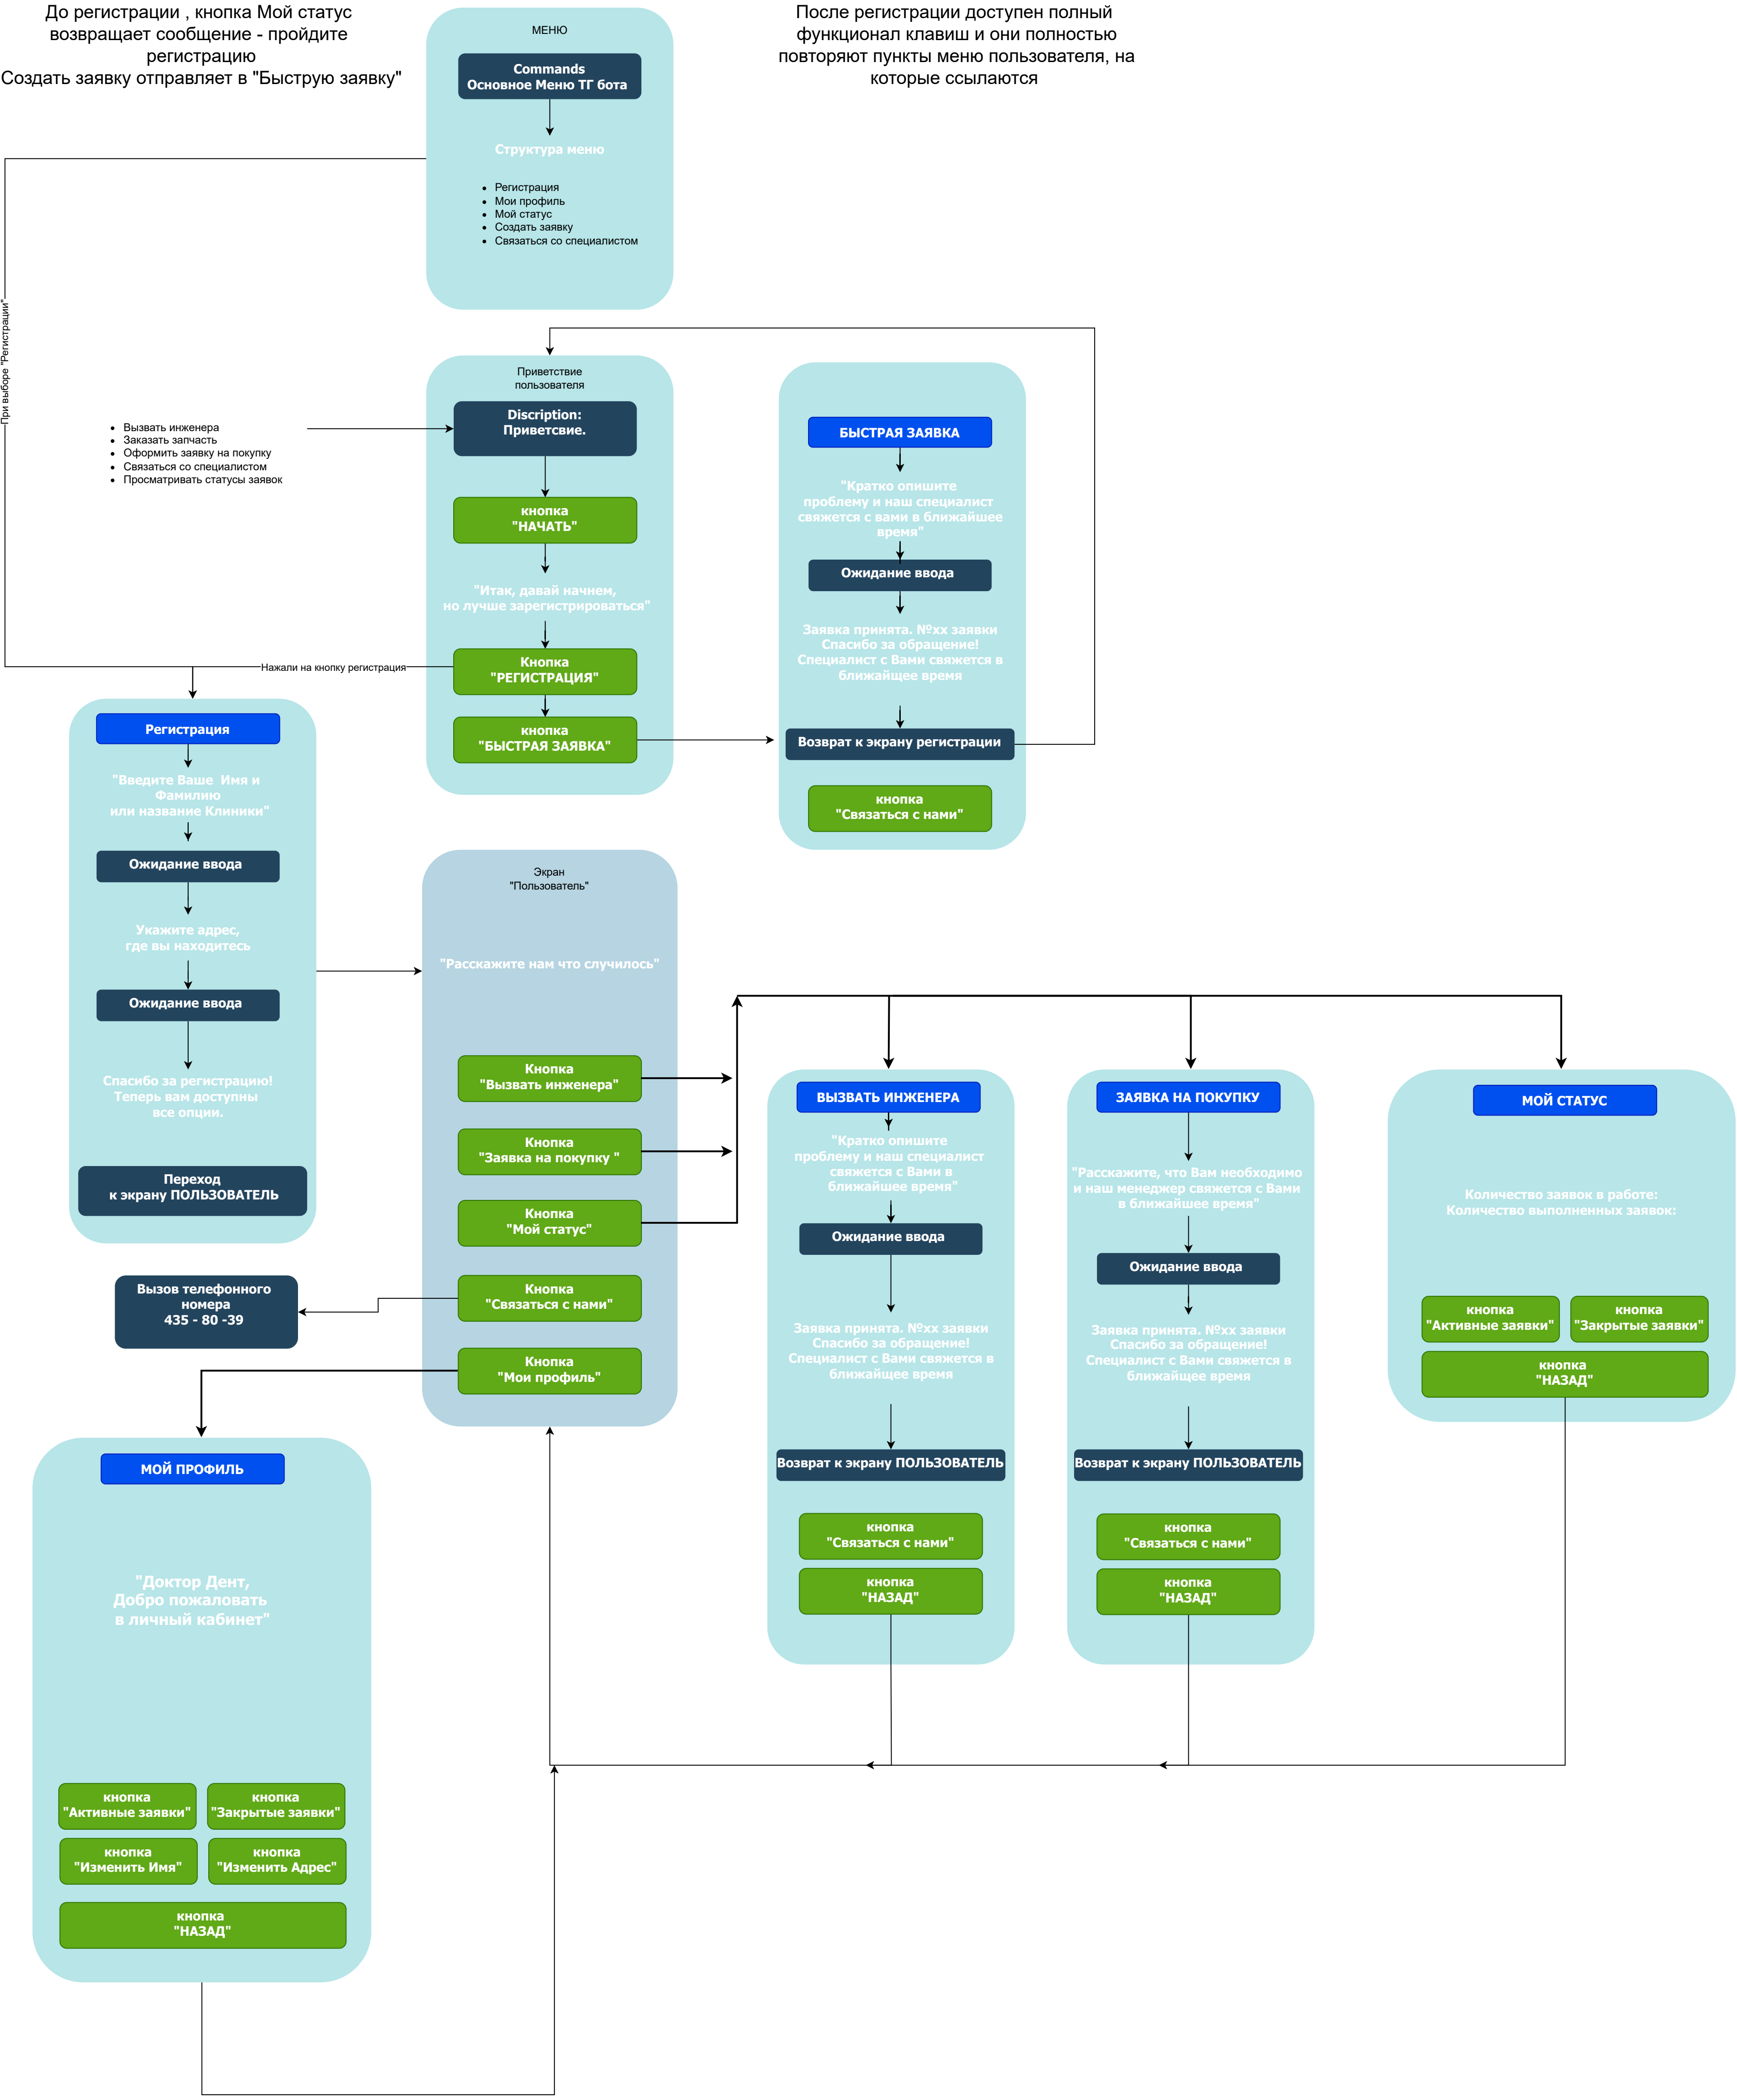 До регистрации , кнопка Мой статус
возвращает сообщение - пройдите
регистрацию
Создать заявку отправляет в "Быструю заявку"
После регистрации доступен полный
функционал клавиш и они полностью
повторяют пункты меню пользователя, на
которые ссылаются
МЕНЮ
Commands
Основное Меню ТГ бота
Структура меню
Регистрация
Мои профиль
Мой статус
Создать заявку
Связаться со специалистом
При выборе "Регистрации"
Вызвать инженера
Заказать запчасть
Оформить заявку на покупку
Связаться со специалистом
Просматривать статусы заявок
Приветствие
пользователя
Discription:
Приветсвие.
кнопка
"НАЧАТЬ"
"Итак, давай начнем,
но лучше зарегистрироваться"
Нажали на кнопку регистрация
Кнопка
"РЕГИСТРАЦИЯ"
кнопка
"БЫСТРАЯ ЗАЯВКА"
БЫСТРАЯ ЗАЯВКА
"Кратко опишите
проблему и наш специалист
свяжется с вами в ближайшее
время"
Ожидание ввода
Заявка принята. №хх заявки
Спасибо за обращение!
Специалист с Вами свяжется в
ближайщее время
Возврат к экрану регистрации
кнопка
"Связаться с нами"
Регистрация
"Введите Ваше  Имя и
Фамилию
или название Клиники"
Ожидание ввода
Укажите адрес,
где вы находитесь
Ожидание ввода
Спасибо за регистрацию!
Теперь вам доступны
все опции.
Переход
к экрану ПОЛЬЗОВАТЕЛЬ
Экран
"Пользователь"
"Расскажите нам что случилось"
Кнопка
"Вызвать инженера"
Кнопка
"Заявка на покупку "
Кнопка
"Мой статус"
Кнопка
"Связаться с нами"
Кнопка
"Мои профиль"
Вызов телефонного
номера
435 - 80 -39
ВЫЗВАТЬ ИНЖЕНЕРА
"Кратко опишите
проблему и наш специалист
свяжется с Вами в
ближайшее время"
Ожидание ввода
Заявка принята. №хх заявки
Спасибо за обращение!
Специалист с Вами свяжется в
ближайщее время
Возврат к экрану ПОЛЬЗОВАТЕЛЬ
кнопка
"Связаться с нами"
кнопка
"НАЗАД"
ЗАЯВКА НА ПОКУПКУ
"Расскажите, что Вам необходимо
и наш менеджер свяжется с Вами
в ближайшее время"
Ожидание ввода
Заявка принята. №хх заявки
Спасибо за обращение!
Специалист с Вами свяжется в
ближайщее время
Возврат к экрану ПОЛЬЗОВАТЕЛЬ
кнопка
"Связаться с нами"
кнопка
"НАЗАД"
МОЙ СТАТУС
Количество заявок в работе:
Количество выполненных заявок:
кнопка
"Активные заявки"
кнопка
"Закрытые заявки"
кнопка
"НАЗАД"
МОЙ ПРОФИЛЬ
"Доктор Дент,
Добро пожаловать
в личный кабинет"
кнопка
"Активные заявки"
кнопка
"Закрытые заявки"
кнопка
"Изменить Имя"
кнопка
"Изменить Адрес"
кнопка
"НАЗАД"